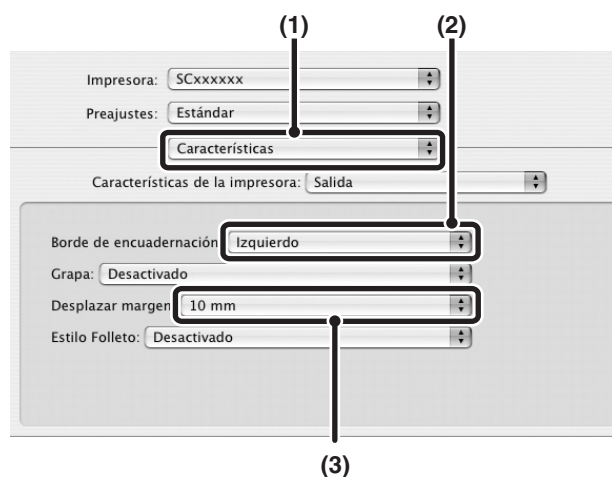 (1) (2)
Impresora: SCxxxxxx
Preajustes: Estándar
Características
Características de la impresora: Salida
Borde de encuadernación Izquierdo
Grapa: Desactivado
Desplazar margen 10 mm
Estilo Folleto: Desactivado
(3)